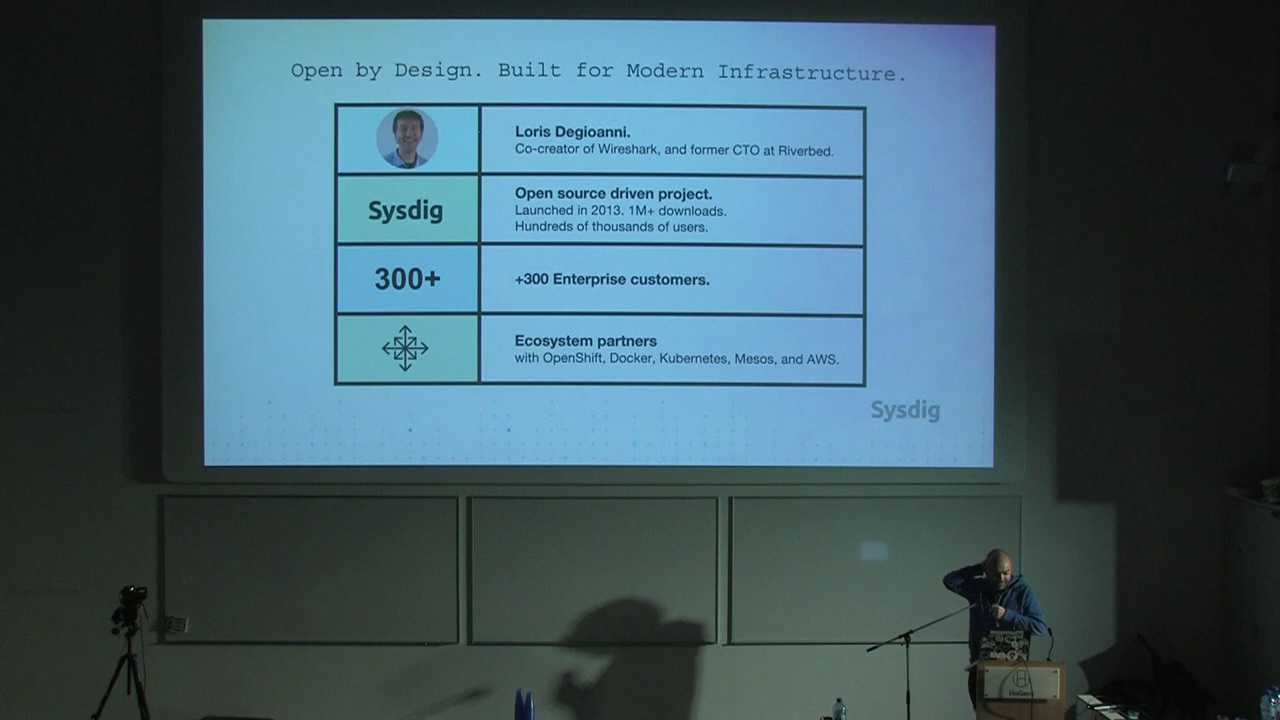 Open by Design. Built for Modern Infrastructure.
Loris Degioanni.
Co-creator of Wireshark, and former CTO at Riverbed.
Sysdig
Open source driven project.
Launched in 2013. 1M+ downloads.
Hundreds of thousands of users.
300+
+300 Enterprise customers.
Ecosystem partners
with OpenShift, Docker, Kubernetes, Mesos, and AWS.
Sysdig